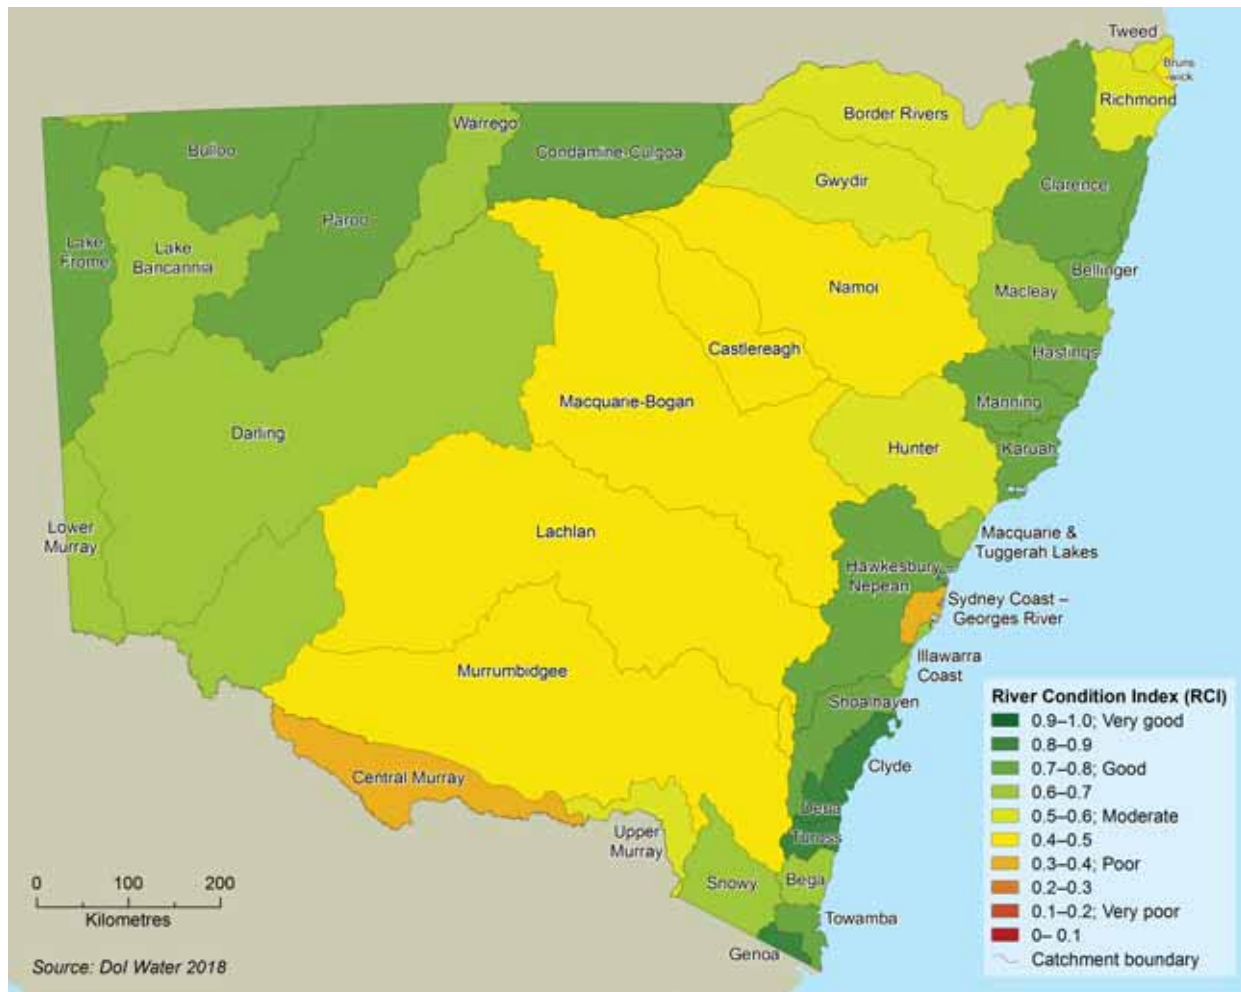 Tweed
Bruns
-wick
Richmond
Border Rivers
Warrego
Bulloo
Condamine-Culgoa
Gwydir
Clarence
Paroo
Lake
Frome
Lake
Bancannia
Bellinger
Macleay
Namoi
Castlereagh
Hastings
Macquarie-Bogan
Manning
Darling
Hunter
Karuah
Lower
Murray
Lachlan
Macquarie &
Tuggerah Lakes
Hawkesbury –
Nepean
Sydney Coast –
Georges River
Illawarra
Coast
Murrumbidgee
Shoalhaven
Central Murray
Clyde
Deua
Tuross
Upper
Murray
Snowy
Bega
Towamba
Genoa
River Condition Index (RCI)
0.9–1.0; Very good
0.8–0.9
0.7–0.8; Good
0.6–0.7
0.5–0.6; Moderate
0.4–0.5
0.3–0.4; Poor
0.2–0.3
0.1–0.2; Very poor
0– 0.1
Catchment boundary
0 100 200
Kilometres
Source: DoI Water 2018